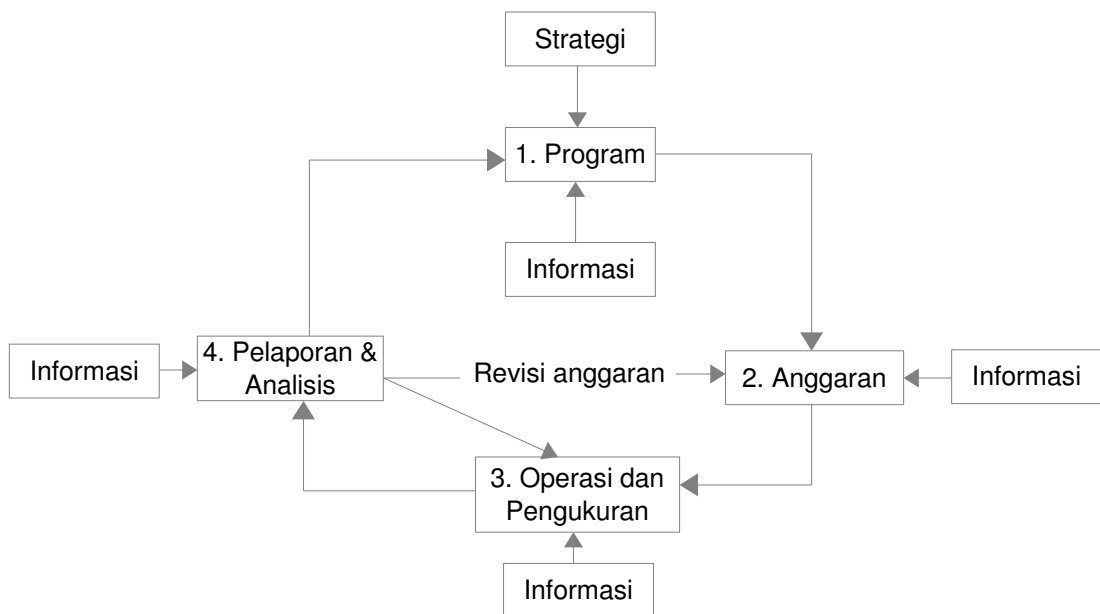 Strategi
1. Program
Informasi
Informasi
4. Pelaporan &
Analisis
Revisi anggaran
2. Anggaran
Informasi
3. Operasi dan
Pengukuran
Informasi